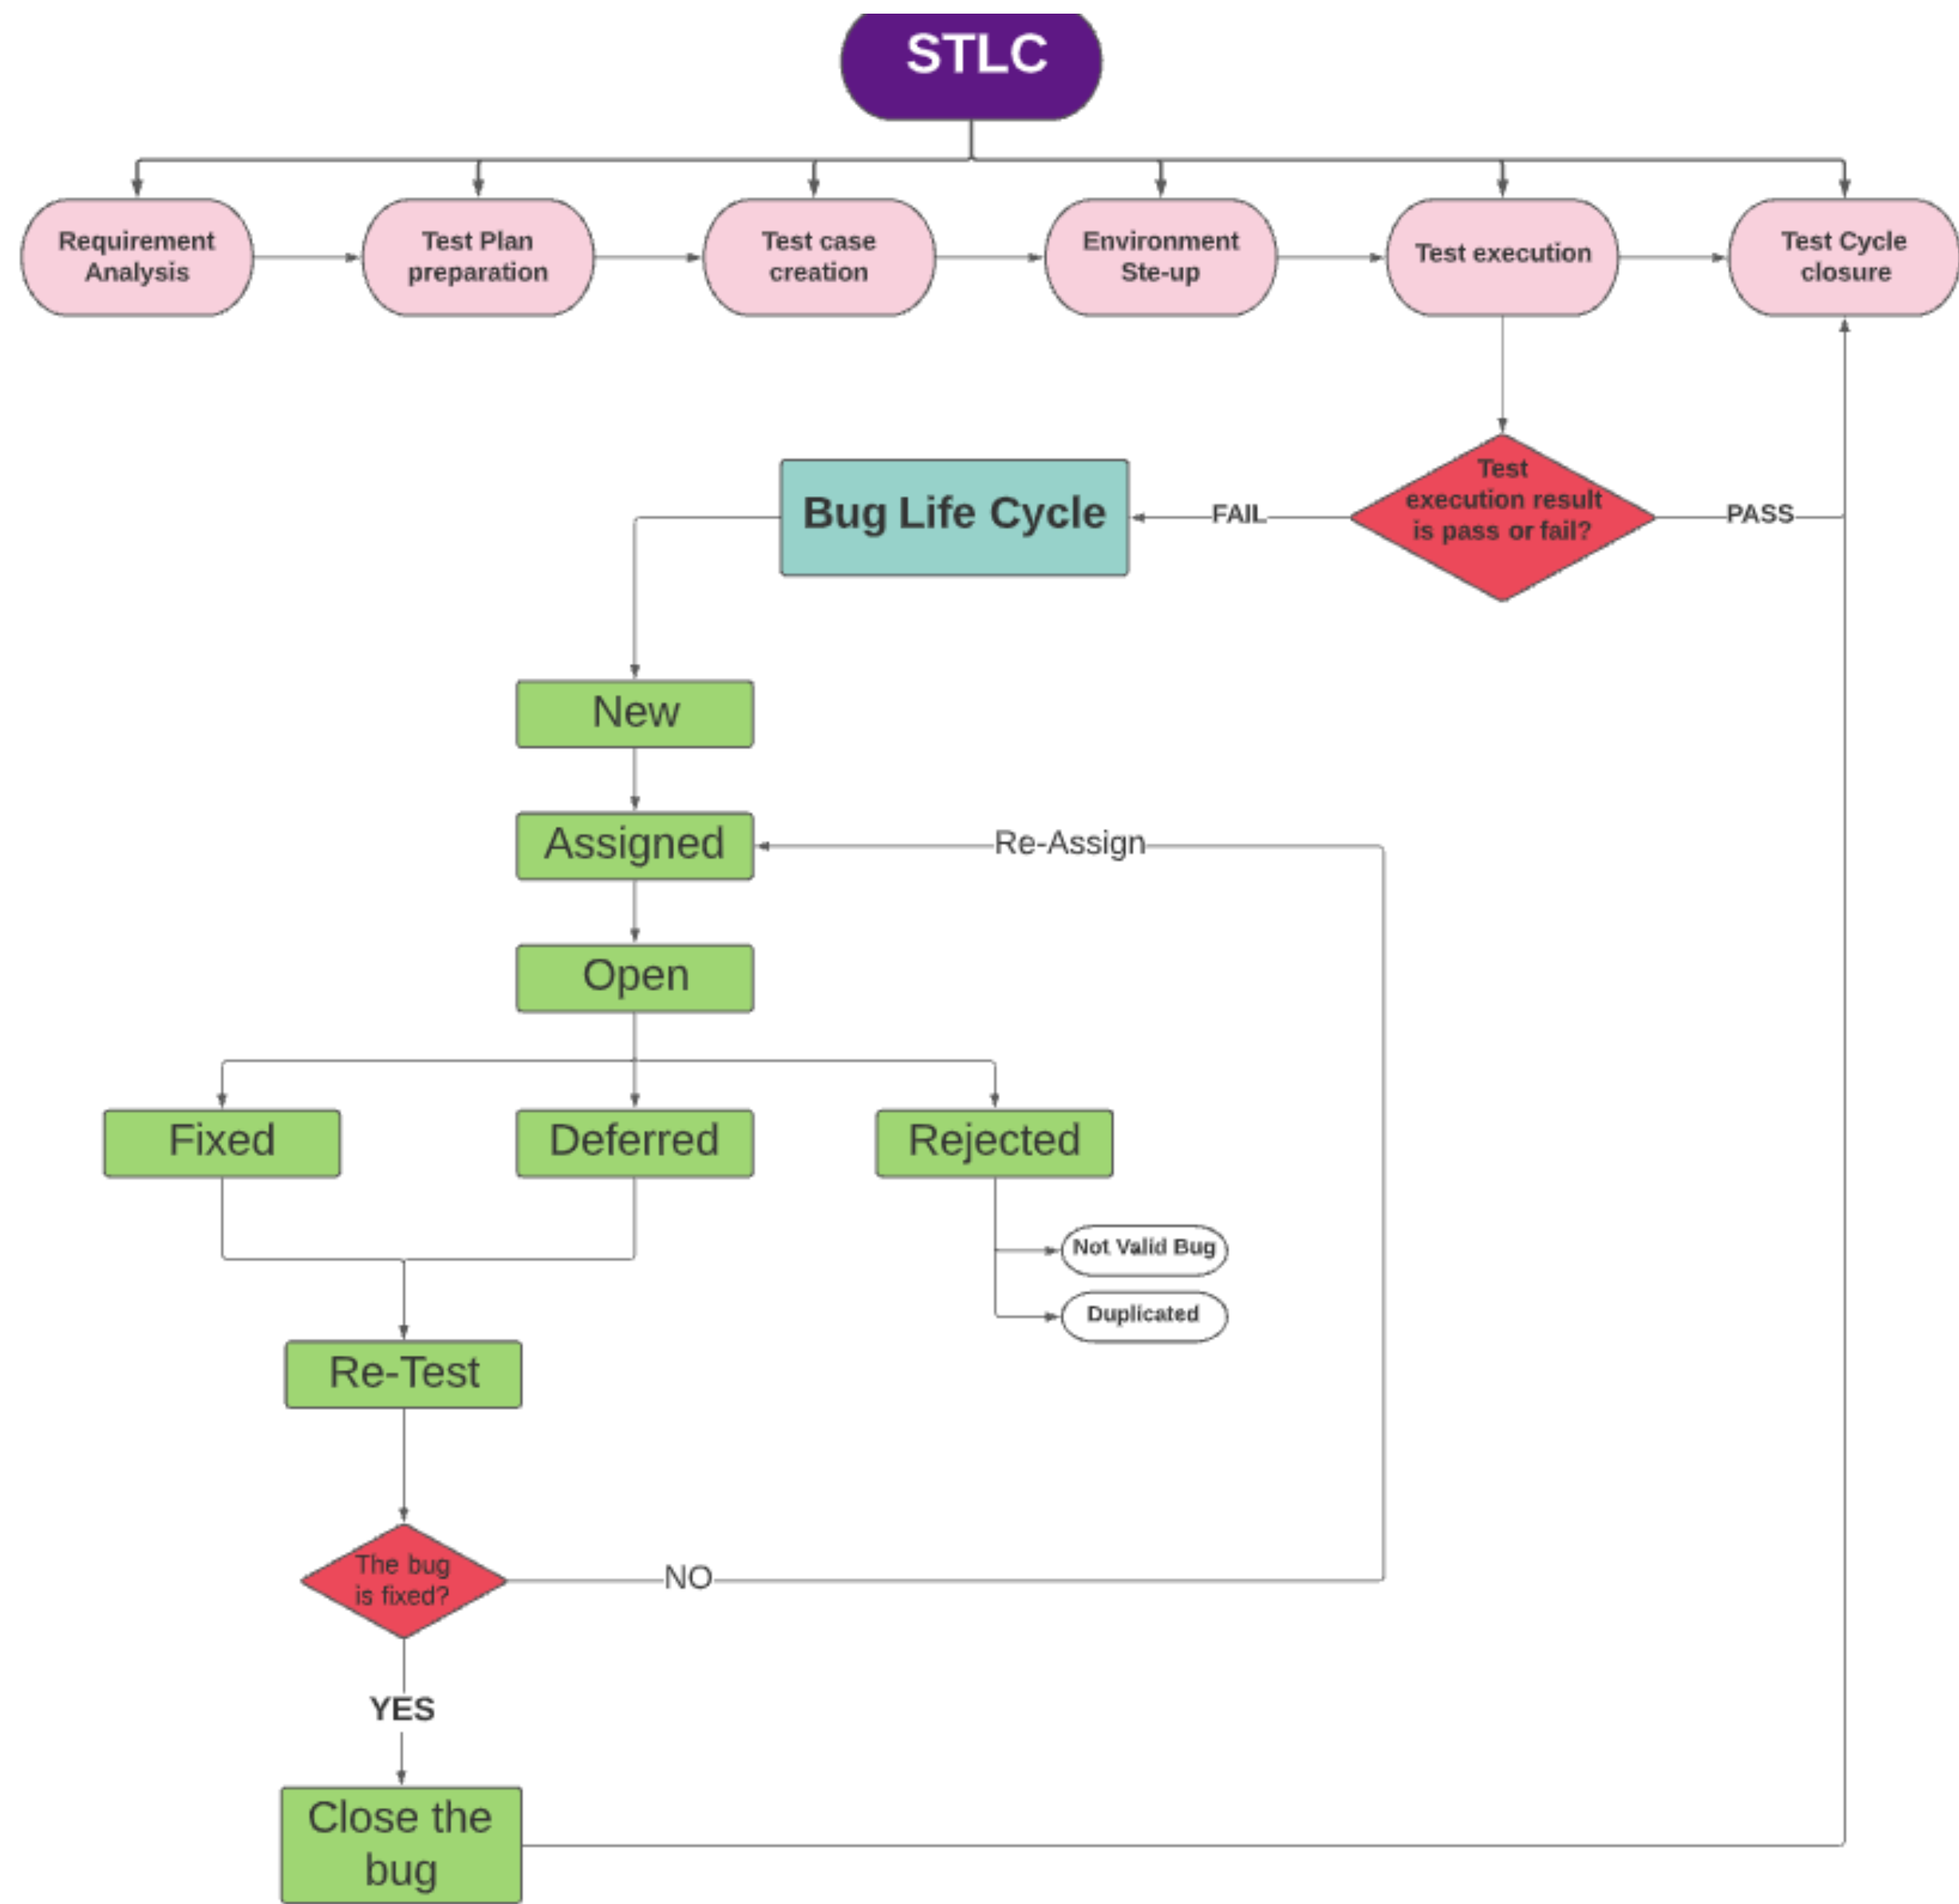 STLC
Requirement
Analysis
Test Plan
preparation
Test case
creation
Environment
Ste-up
Test execution
Test Cycle
closure
Test
execution result
is pass or fail?
FAIL
PASS
Bug Life Cycle
New
Assigned
Re-Assign
Open
Fixed
Deferred
Rejected
Not Valid Bug
Duplicated
Re-Test
The bug
is fixed?
NO
YES
Close the
bug